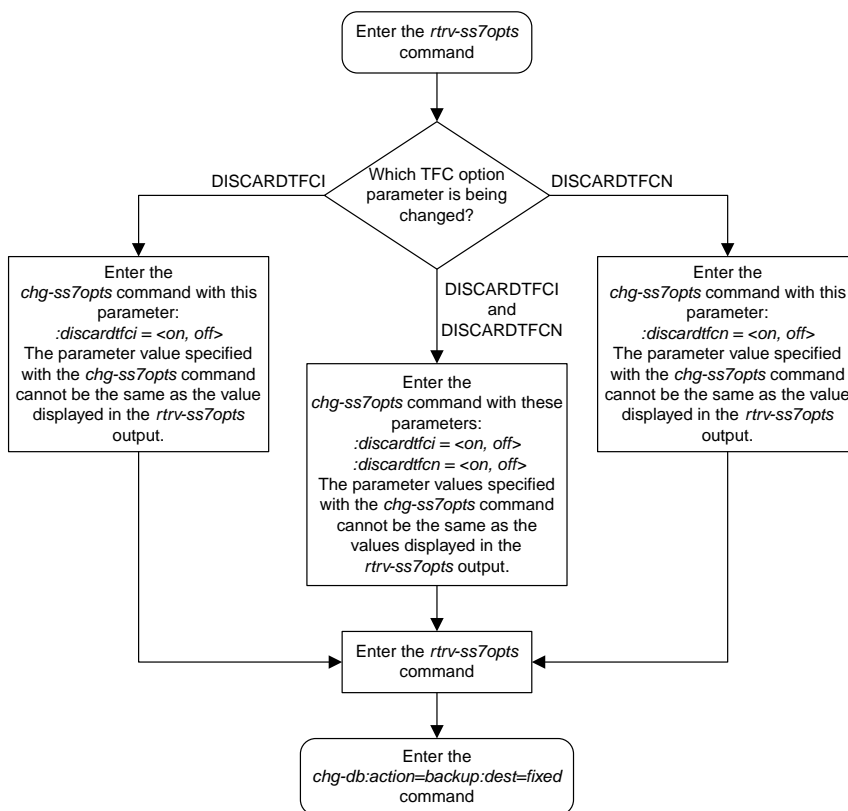 Enter the rtrv-ss7opts
command
Which TFC option
parameter is being
changed?
DISCARDTFCI
DISCARDTFCN
DISCARDTFCI
and
DISCARDTFCN
Enter the
chg-ss7opts command with this
parameter:
:discardtfci = <on, off>
The parameter value specified
with the chg-ss7opts command
cannot be the same as the value
displayed in the rtrv-ss7opts
output.
Enter the
chg-ss7opts command with these
parameters:
:discardtfci = <on, off>
:discardtfcn = <on, off>
The parameter values specified
with the chg-ss7opts command
cannot be the same as the
values displayed in the
rtrv-ss7opts output.
Enter the
chg-ss7opts command with this
parameter:
:discardtfcn = <on, off>
The parameter value specified
with the chg-ss7opts command
cannot be the same as the value
displayed in the rtrv-ss7opts
output.
Enter the rtrv-ss7opts
command
Enter the
chg-db:action=backup:dest=fixed
command